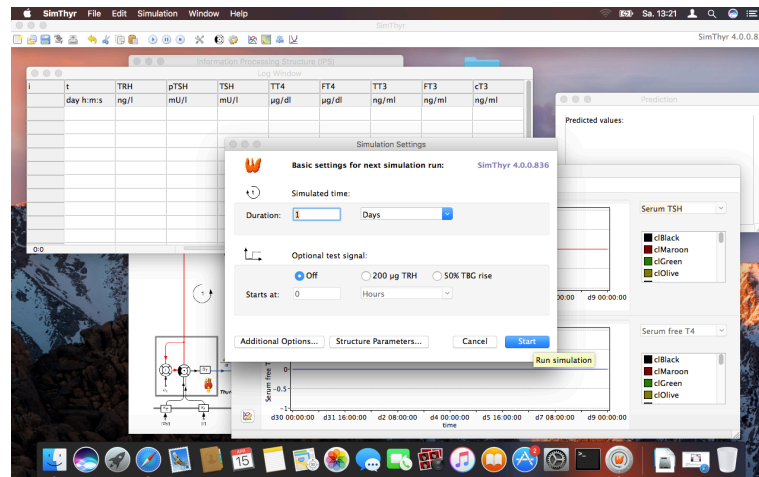 SimThyr File Edit Simulation Window Help Sa. 13:21
SimThyr
SimThyr 4.0.0.8
Information Processing Structure (IPS)
Log Window
i t TRH pTSH TSH TT4 FT4 TT3 FT3 cT3
day h:m:s ng/l mU/l mU/l µg/dl µg/dl ng/ml ng/ml ng/ml
0:0
Prediction
Predicted values:
Simulation Settings
Basic settings for next simulation run: SimThyr 4.0.0.836
Simulated time:
Duration: 1 Days
Optional test signal:
Off 200 µg TRH 50% TBG rise
Starts at: 0 Hours
Additional Options... Structure Parameters... Cancel Start
Run simulation
Serum TSH
clBlack
clMaroon
clGreen
clOlive
00:00 d9 00:00:00
Serum free T4
clBlack
clMaroon
clGreen
clOlive
Serum free T
0
-0.5
-1
d30 00:00:00 d31 16:00:00 d2 08:00:00 d4 00:00:00 d5 16:00:00 d7 08:00:00 d9 00:00:00
time
15
2